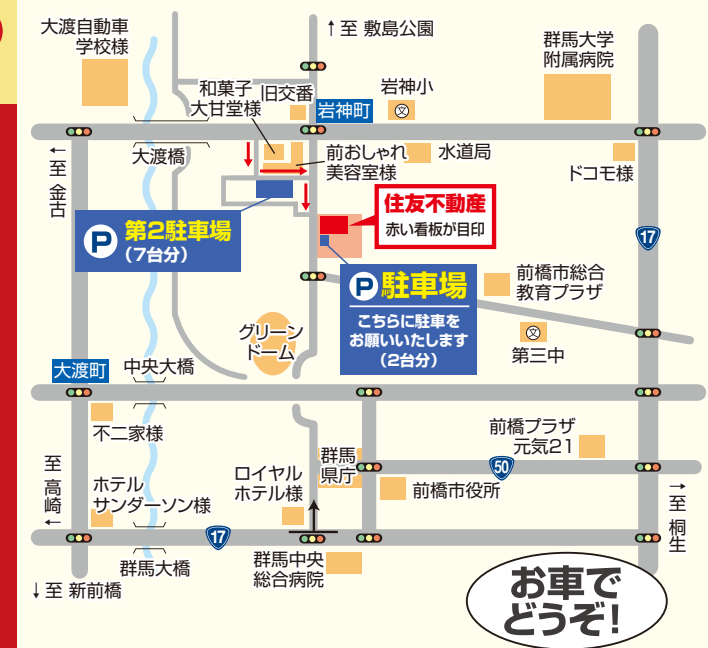 大渡自動車
学校様
↑至 敷島公園
群馬大学
附属病院
和菓子
大甘堂様
旧交番
岩神町
岩神小
文
←至 金古
大渡橋
前おしゃれ
美容室様
水道局
ドコモ様
住友不動産
赤い看板が目印
P 第2駐車場
(7台分)
17
P 駐車場
こちらに駐車を
お願いいたします
(2台分)
前橋市総合
教育プラザ
グリーン
ドーム
文
第三中
大渡町
中央大橋
不二家様
前橋プラザ
元気21
至 高崎←
ホテル
サンダーソン様
ロイヤル
ホテル様
群馬
県庁
50
前橋市役所
→至 桐生
17
群馬大橋
群馬中央
総合病院
↓至 新前橋
お車で
どうぞ!